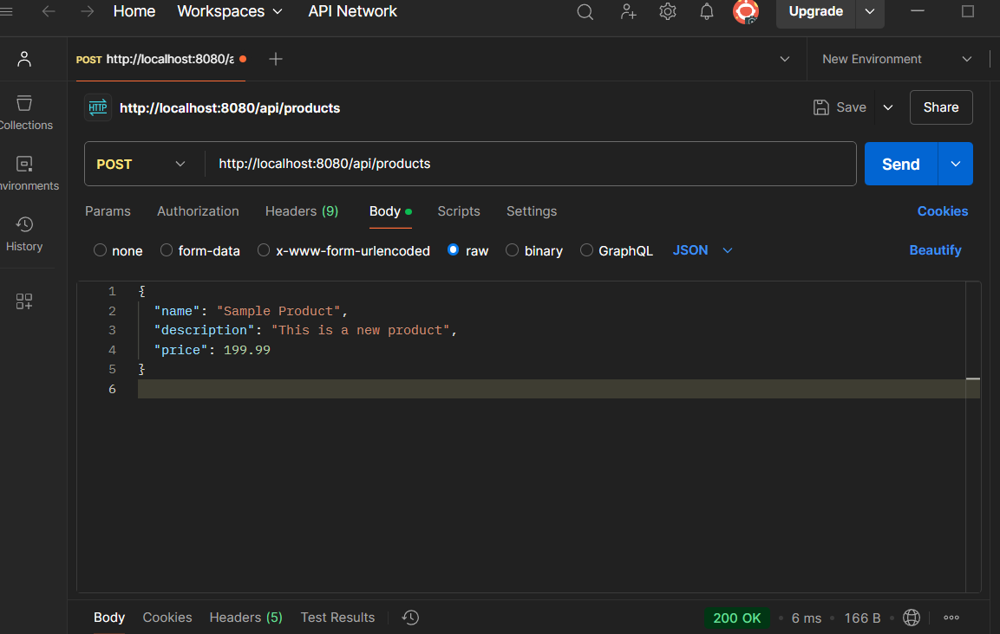 Home Workspaces API Network Upgrade
POST http://localhost:8080/a New Environment
HTTP http://localhost:8080/api/products Save Share
POST http://localhost:8080/api/products Send
Collections
Params Authorization Headers (9) Body Scripts Settings Cookies
nvironments
none form-data x-www-form-urlencoded raw binary GraphQL JSON Beautify
History
1 {
2 "name": "Sample Product",
3 "description": "This is a new product",
4 "price": 199.99
5 }
6
Body Cookies Headers (5) Test Results 200 OK • 6 ms • 166 B •